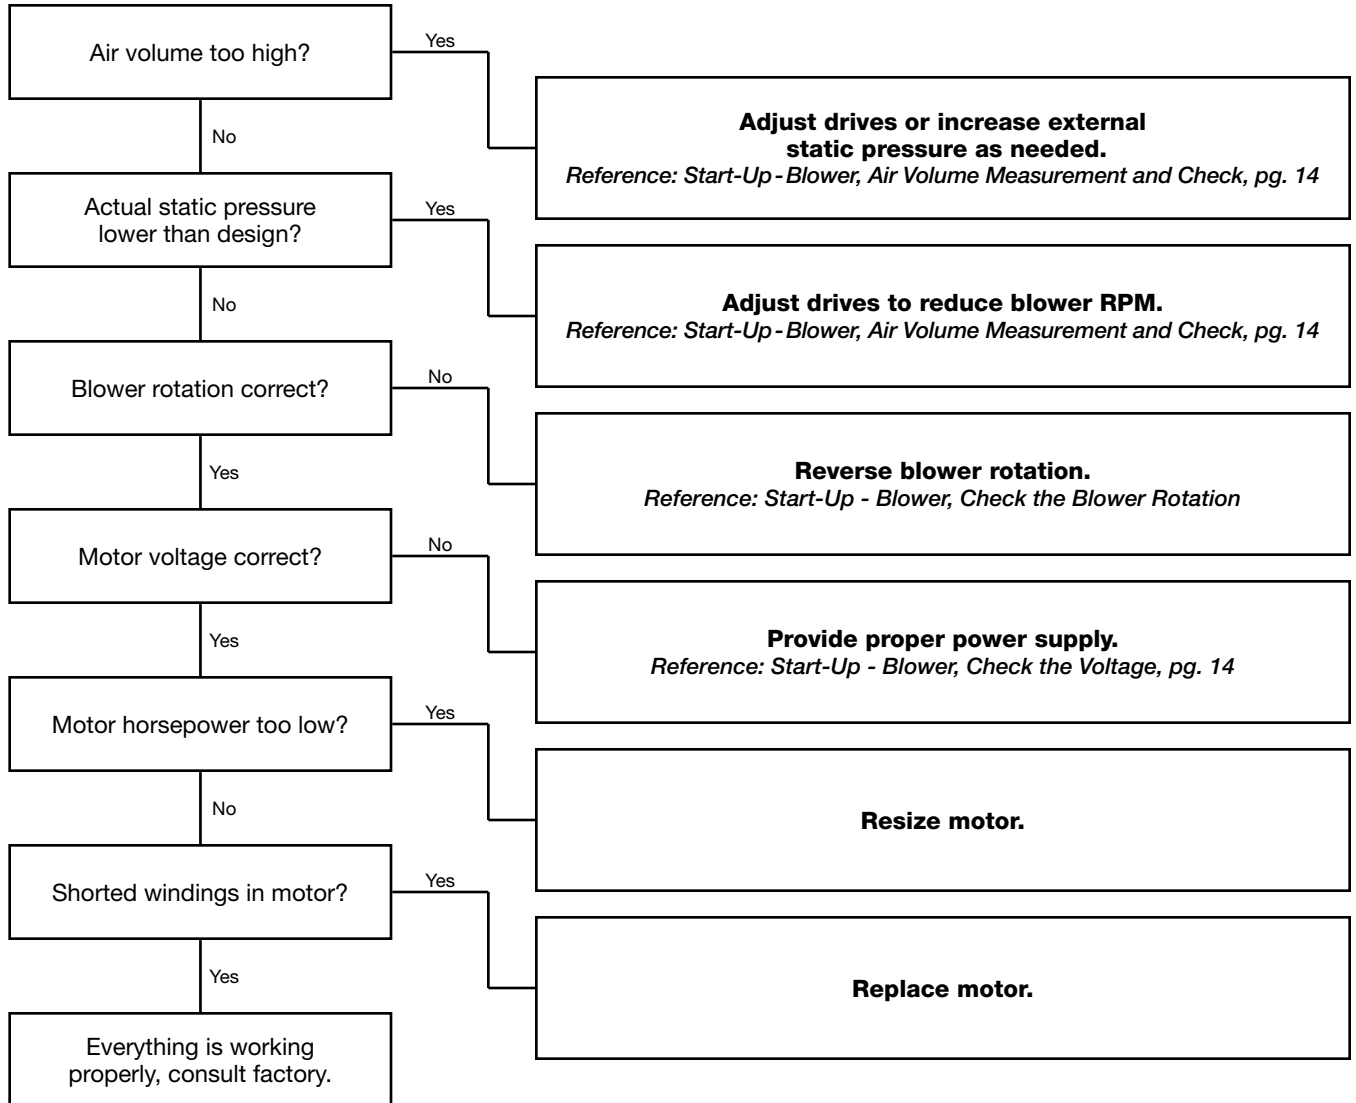 Air volume too high?
Yes
Adjust drives or increase external
static pressure as needed.
Reference: Start-Up - Blower, Air Volume Measurement and Check, pg. 14
No
Actual static pressure
lower than design?
Yes
Adjust drives to reduce blower RPM.
Reference: Start-Up - Blower, Air Volume Measurement and Check, pg. 14
No
Blower rotation correct?
No
Reverse blower rotation.
Reference: Start-Up - Blower, Check the Blower Rotation
Yes
Motor voltage correct?
No
Provide proper power supply.
Reference: Start-Up - Blower, Check the Voltage, pg. 14
Yes
Motor horsepower too low?
Yes
Resize motor.
No
Shorted windings in motor?
Yes
Replace motor.
Yes
Everything is working
properly, consult factory.